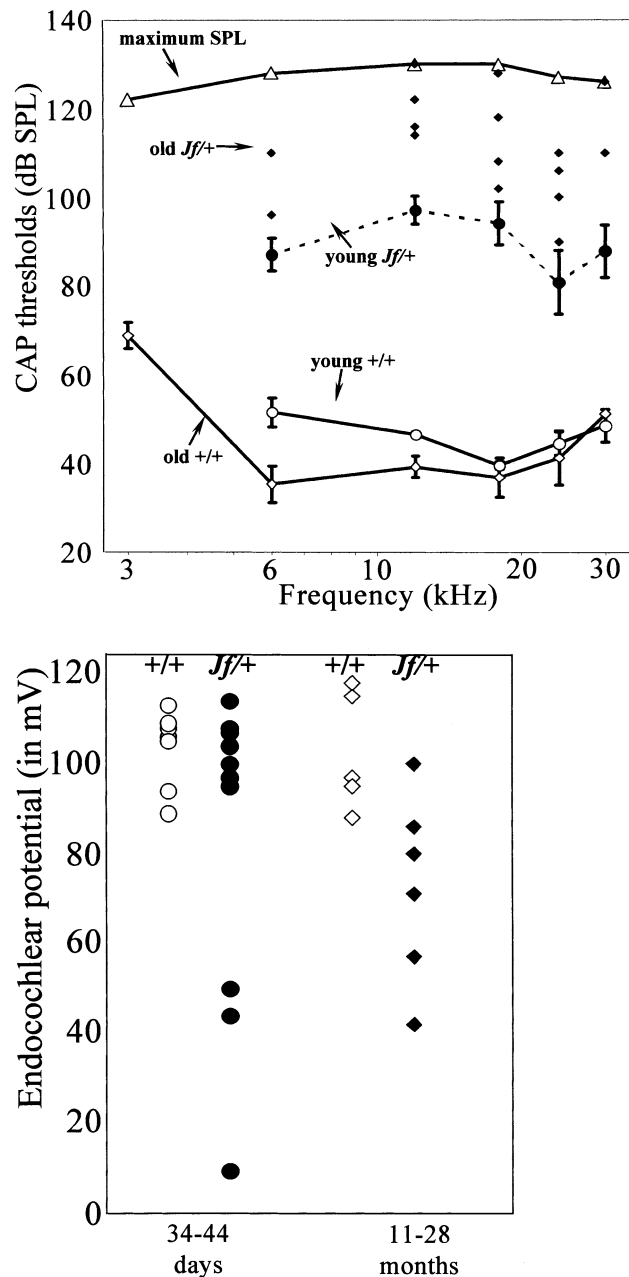 140
120
100
80
60
40
20
CAP thresholds (dB SPL)
maximum SPL
old Jf/+
young Jf/+
young +/+
old +/+
3 6 10 20 30
Frequency (kHz)
+/+ Jf/+ +/+ Jf/+
120
100
80
60
40
20
0
Endocochlear potential (in mV)
34-44 11-28
days months